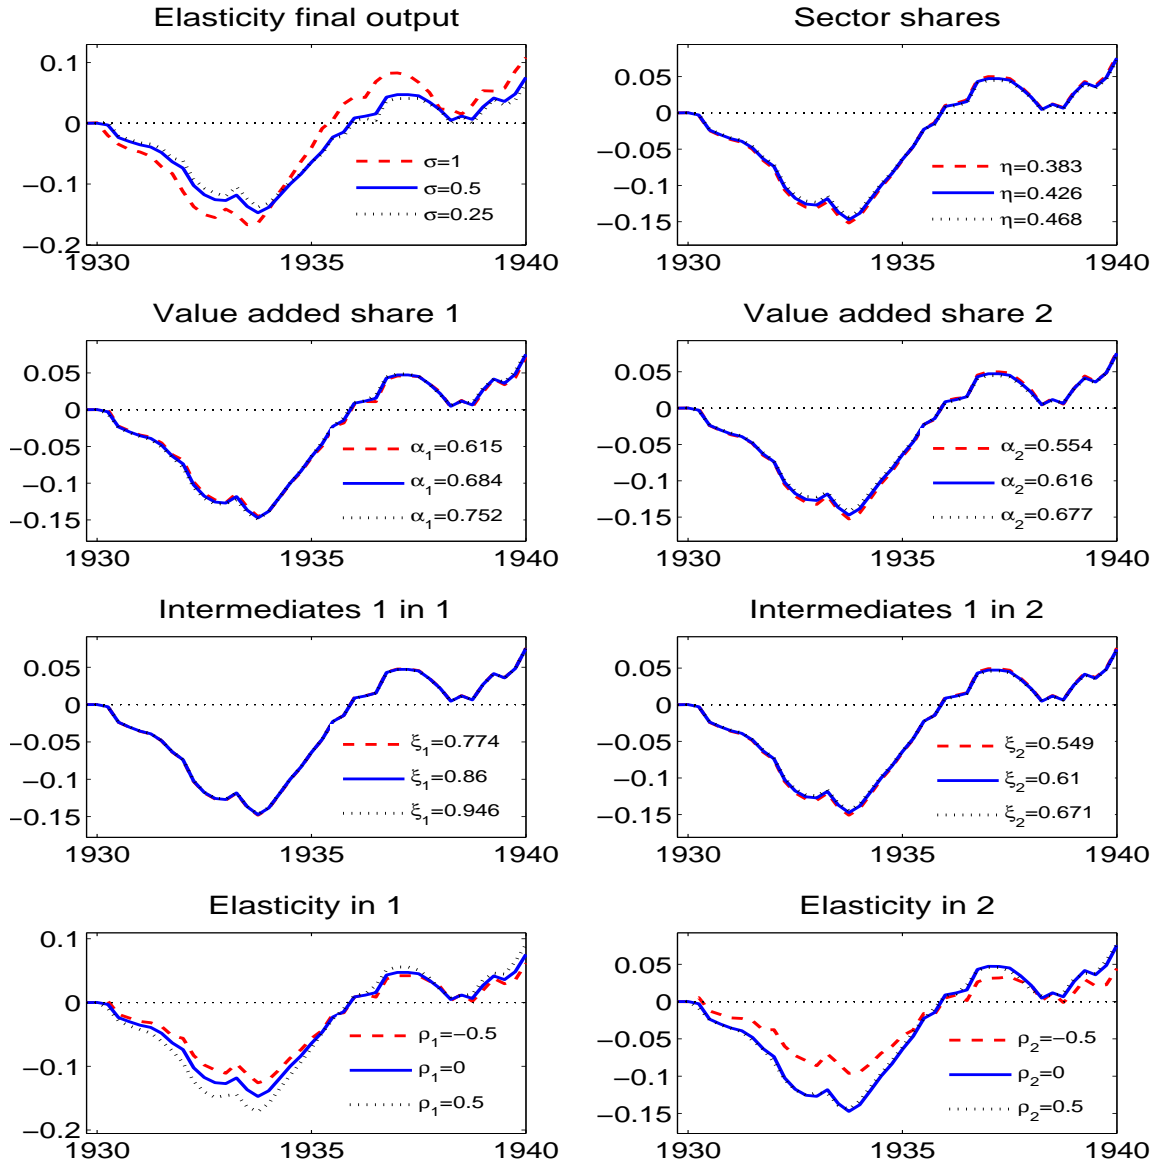 Elasticity final output
0.1
0
−0.1
−0.2
1930 1935 1940
σ=1
σ=0.5
σ=0.25
Sector shares
0.05
0
−0.05
−0.1
−0.15
1930 1935 1940
η=0.383
η=0.426
η=0.468
Value added share 1
0.05
0
−0.05
−0.1
−0.15
1930 1935 1940
α1=0.615
α1=0.684
α1=0.752
Value added share 2
0.05
0
−0.05
−0.1
−0.15
1930 1935 1940
α2=0.554
α2=0.616
α2=0.677
Intermediates 1 in 1
0.05
0
−0.05
−0.1
−0.15
1930 1935 1940
ξ1=0.774
ξ1=0.86
ξ1=0.946
Intermediates 1 in 2
0.05
0
−0.05
−0.1
−0.15
1930 1935 1940
ξ2=0.549
ξ2=0.61
ξ2=0.671
Elasticity in 1
0.1
0
−0.1
−0.2
1930 1935 1940
ρ1=−0.5
ρ1=0
ρ1=0.5
Elasticity in 2
0.05
0
−0.05
−0.1
−0.15
1930 1935 1940
ρ2=−0.5
ρ2=0
ρ2=0.5